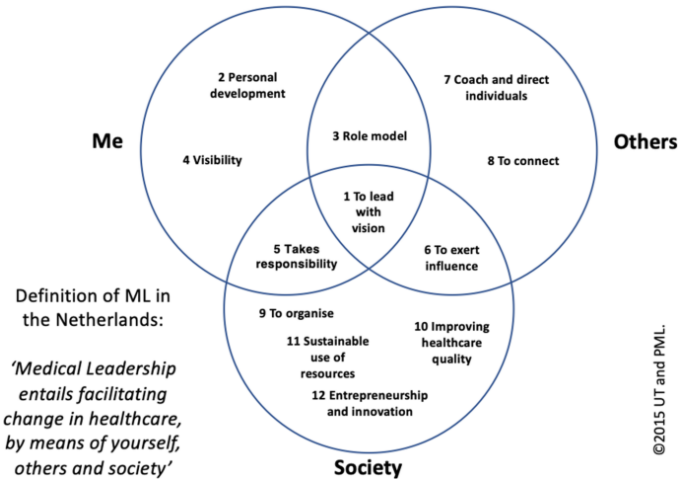 2 Personal
development
7 Coach and direct
individuals
Me
3 Role model
Others
4 Visibility
8 To connect
1 To lead
with
vision
5 Takes
responsibility
6 To exert
influence
Definition of ML in
the Netherlands:
9 To organise
10 Improving
healthcare
quality
11 Sustainable
use of
resources
12 Entrepreneurship
and innovation
‘Medical Leadership
entails facilitating
change in healthcare,
by means of yourself,
others and society’
Society
©2015 UT and PML.